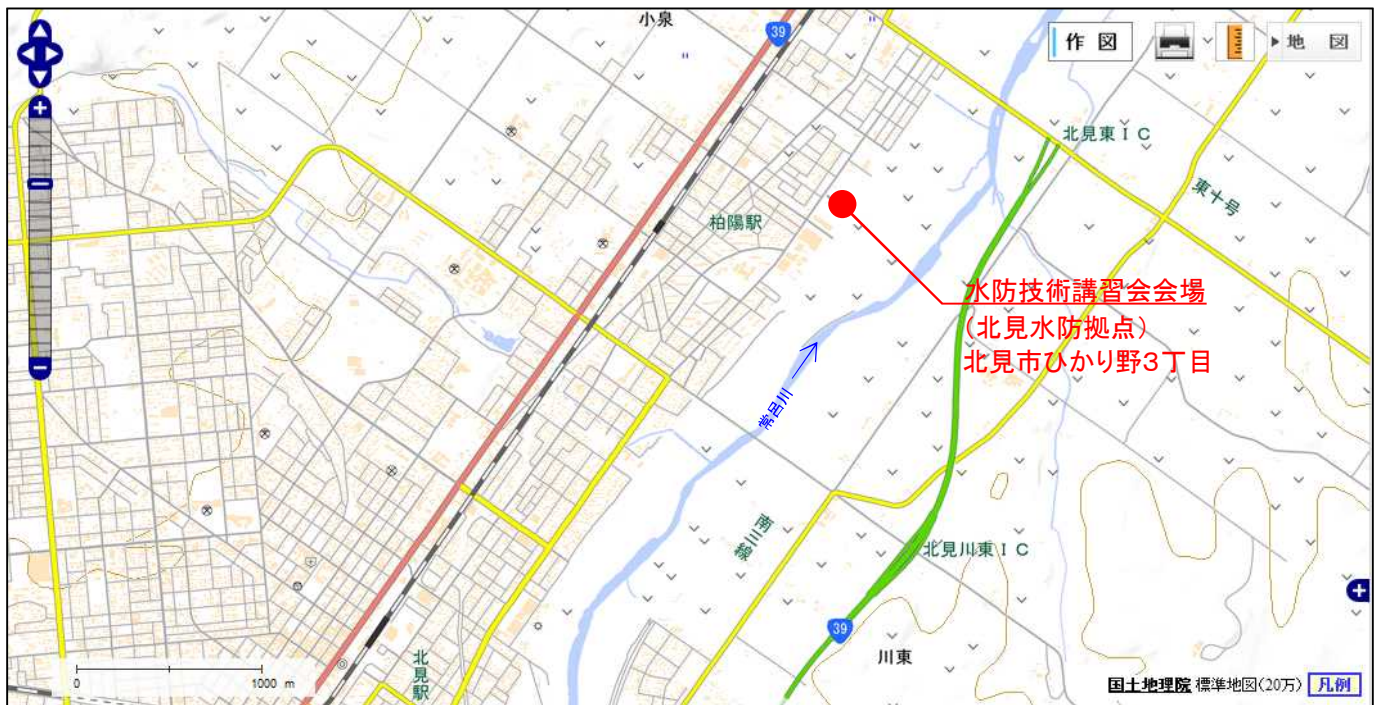 小泉
39
作 図
地 図
北見東ＩＣ
東十号
柏陽駅
水防技術講習会会場
(北見水防拠点)
北見市ひかり野３丁目
常呂川
南三線
北見川東ＩＣ
39
川東
北見駅
0
1000 m
国土地理院 標準地図(20万)
凡例